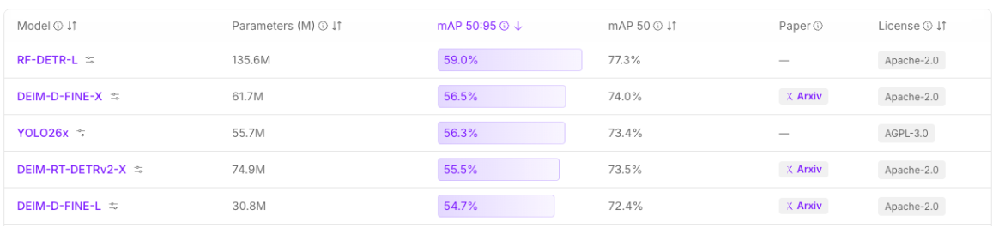 Model Parameters (M) mAP 50:95 mAP 50 Paper License
RF-DETR-L 135.6M 59.0% 77.3% — Apache-2.0
DEIM-D-FINE-X 61.7M 56.5% 74.0% Arxiv Apache-2.0
YOLO26x 55.7M 56.3% 73.4% — AGPL-3.0
DEIM-RT-DETRv2-X 74.9M 55.5% 73.5% Arxiv Apache-2.0
DEIM-D-FINE-L 30.8M 54.7% 72.4% Arxiv Apache-2.0